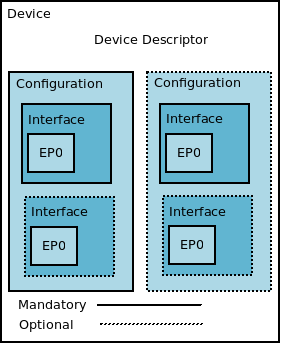 Device
Device Descriptor
Configuration
Configuration
Interface
Interface
EP0
EP0
Interface
Interface
EP0
EP0
Mandatory
Optional